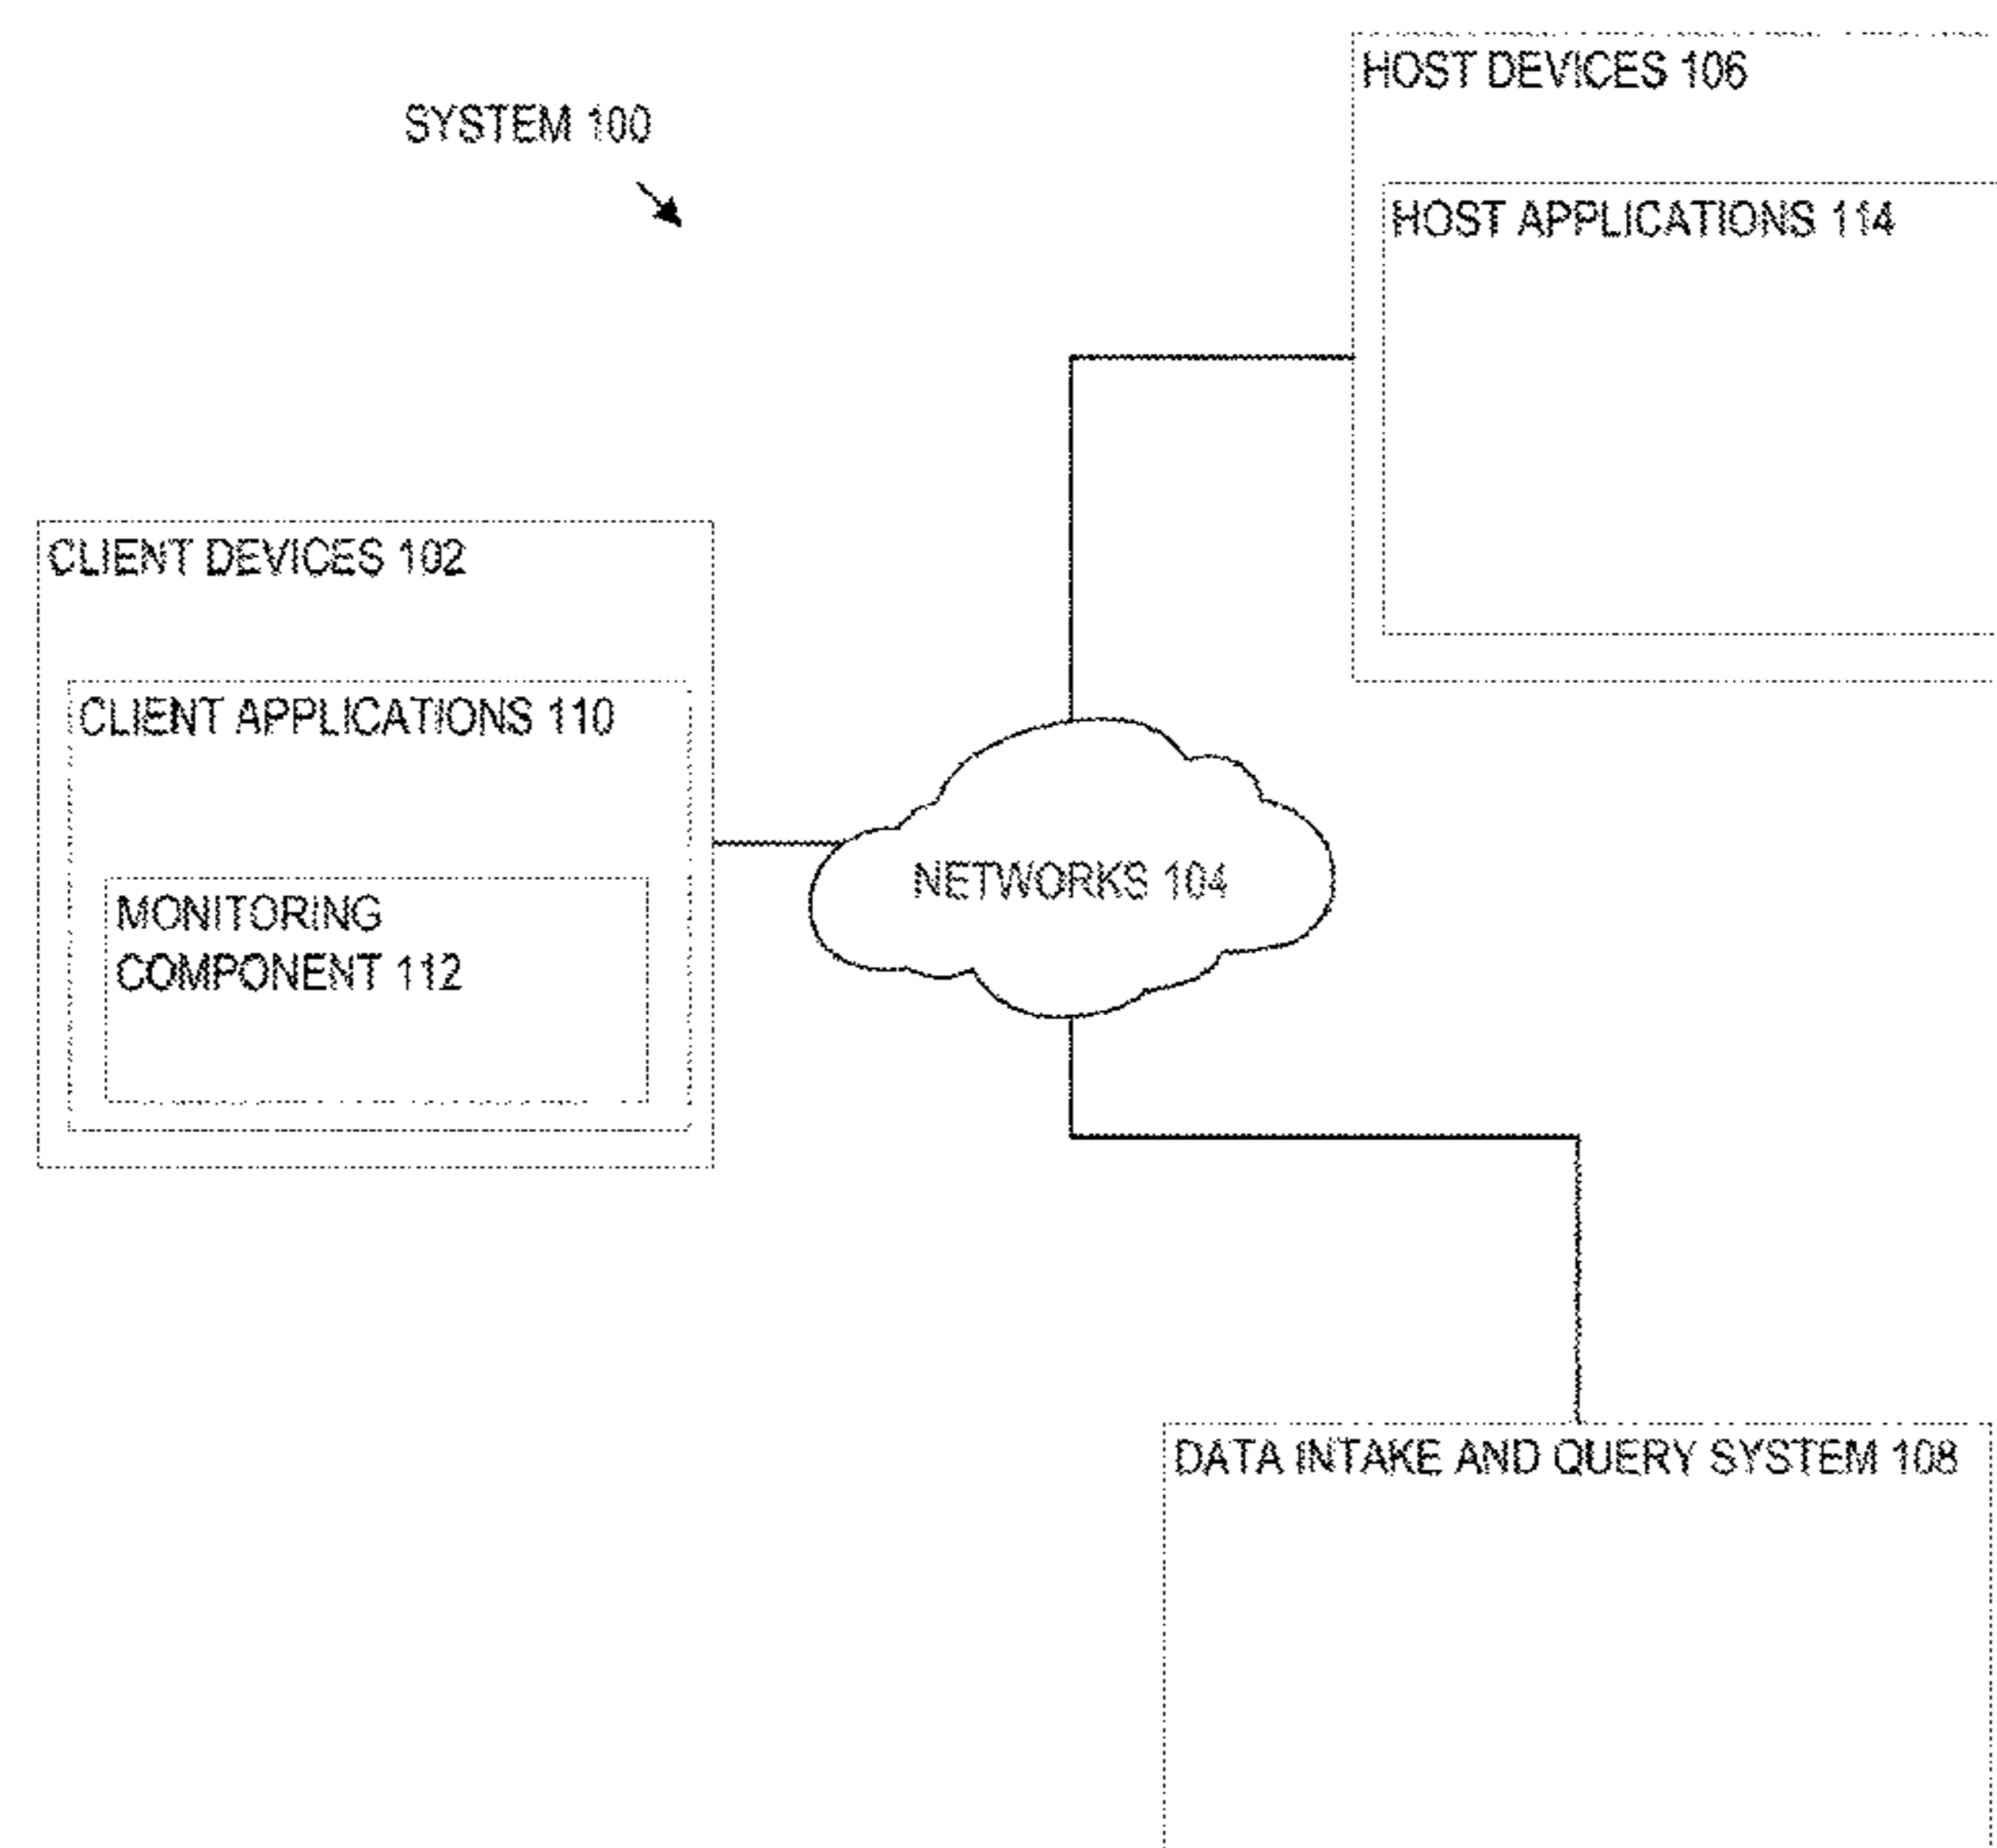 HOST DEVICES 106
SYSTEM 100
HOST APPLICATIONS 114
CLIENT DEVICES 102
CLIENT APPLICATIONS 110
NETWORKS 104
MONITORING
COMPONENT 112
DATA INTAKE AND QUERY SYSTEM 108